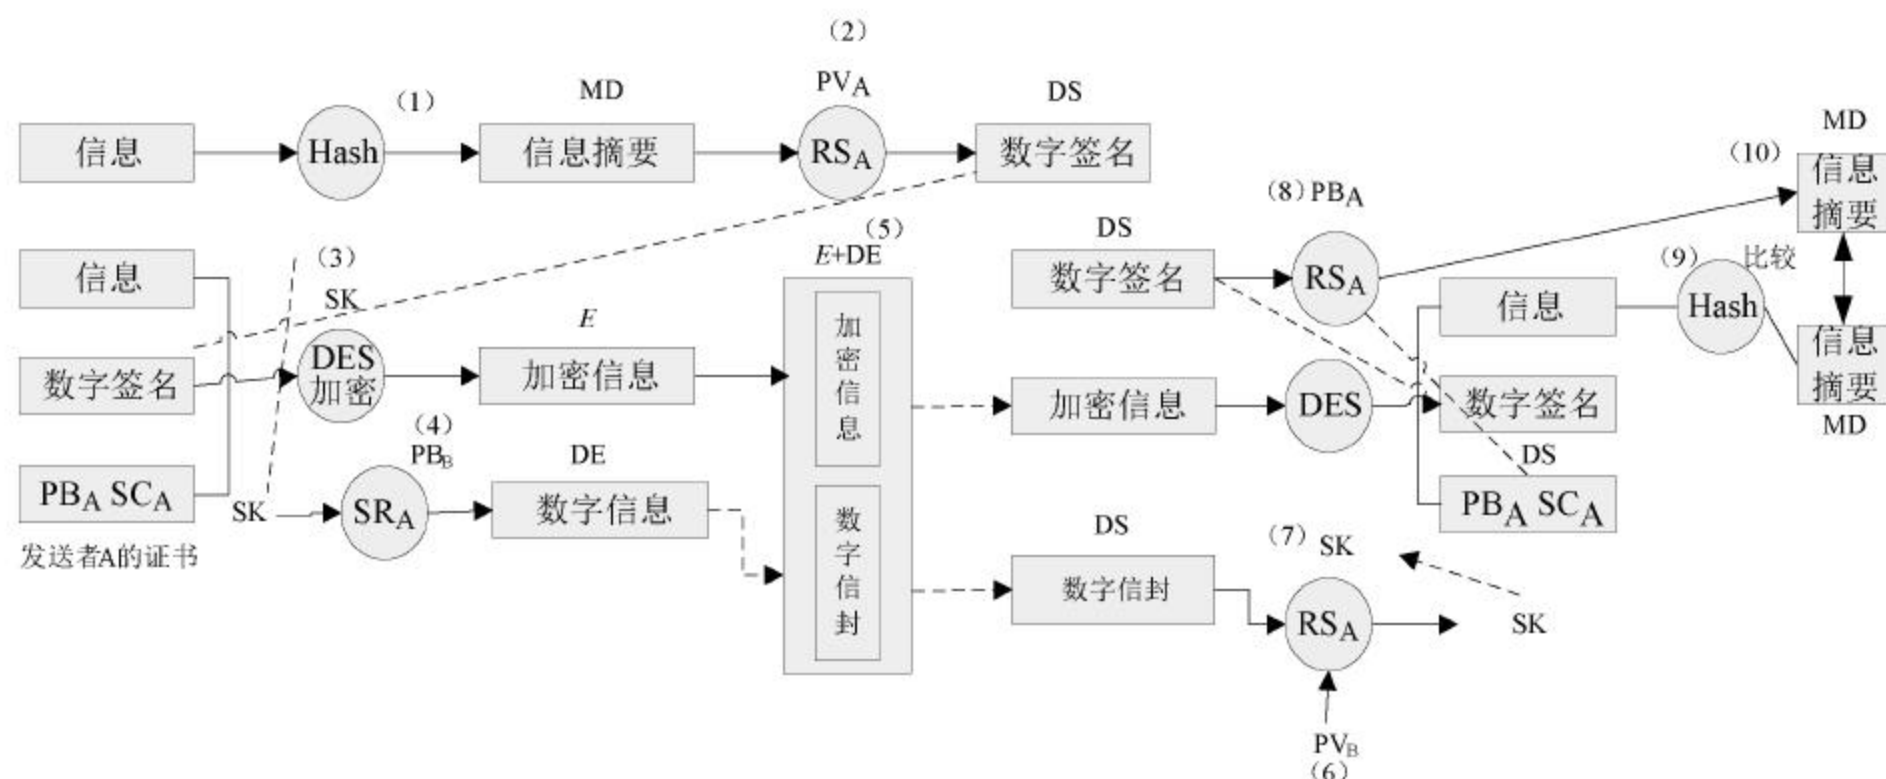 (2)
PVA
MD
DS
(1)
信息
Hash
信息摘要
RSA
数字签名
MD
(10)
信息
摘要
(8)PBA
DS
(5)
E+DE
信息
(3)
SK
数字签名
RSA
(9)
比较
信息
Hash
E
加密信息
数字签名
DES
加密
加密信息
加密信息
DES
数字签名
信息
摘要
MD
(4)
PBB
DE
DS
PBA SCA
SK
SRA
数字信息
数字信封
PBA SCA
发送者A的证书
DS
(7)
SK
数字信封
RSA
SK
PVB
(6)